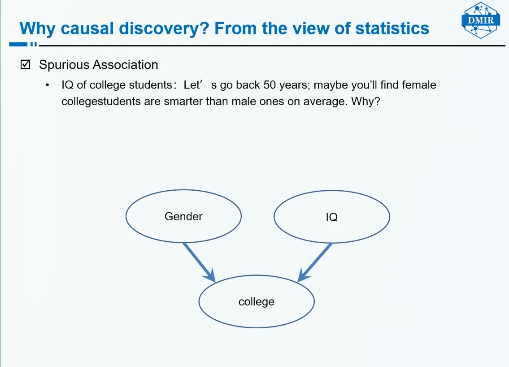 Why causal discovery? From the view of statistics
DMIR
Spurious Association
• IQ of college students: Let's go back 50 years; maybe you'll find female
collegestudents are smarter than male ones on average. Why?
Gender
IQ
college